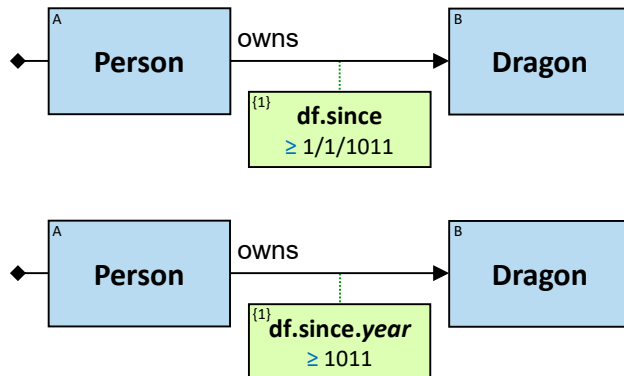 A
Person
owns
B
Dragon
{1}
df.since
≥ 1/1/1011
A
Person
owns
B
Dragon
{1}
df.since.year
≥ 1011